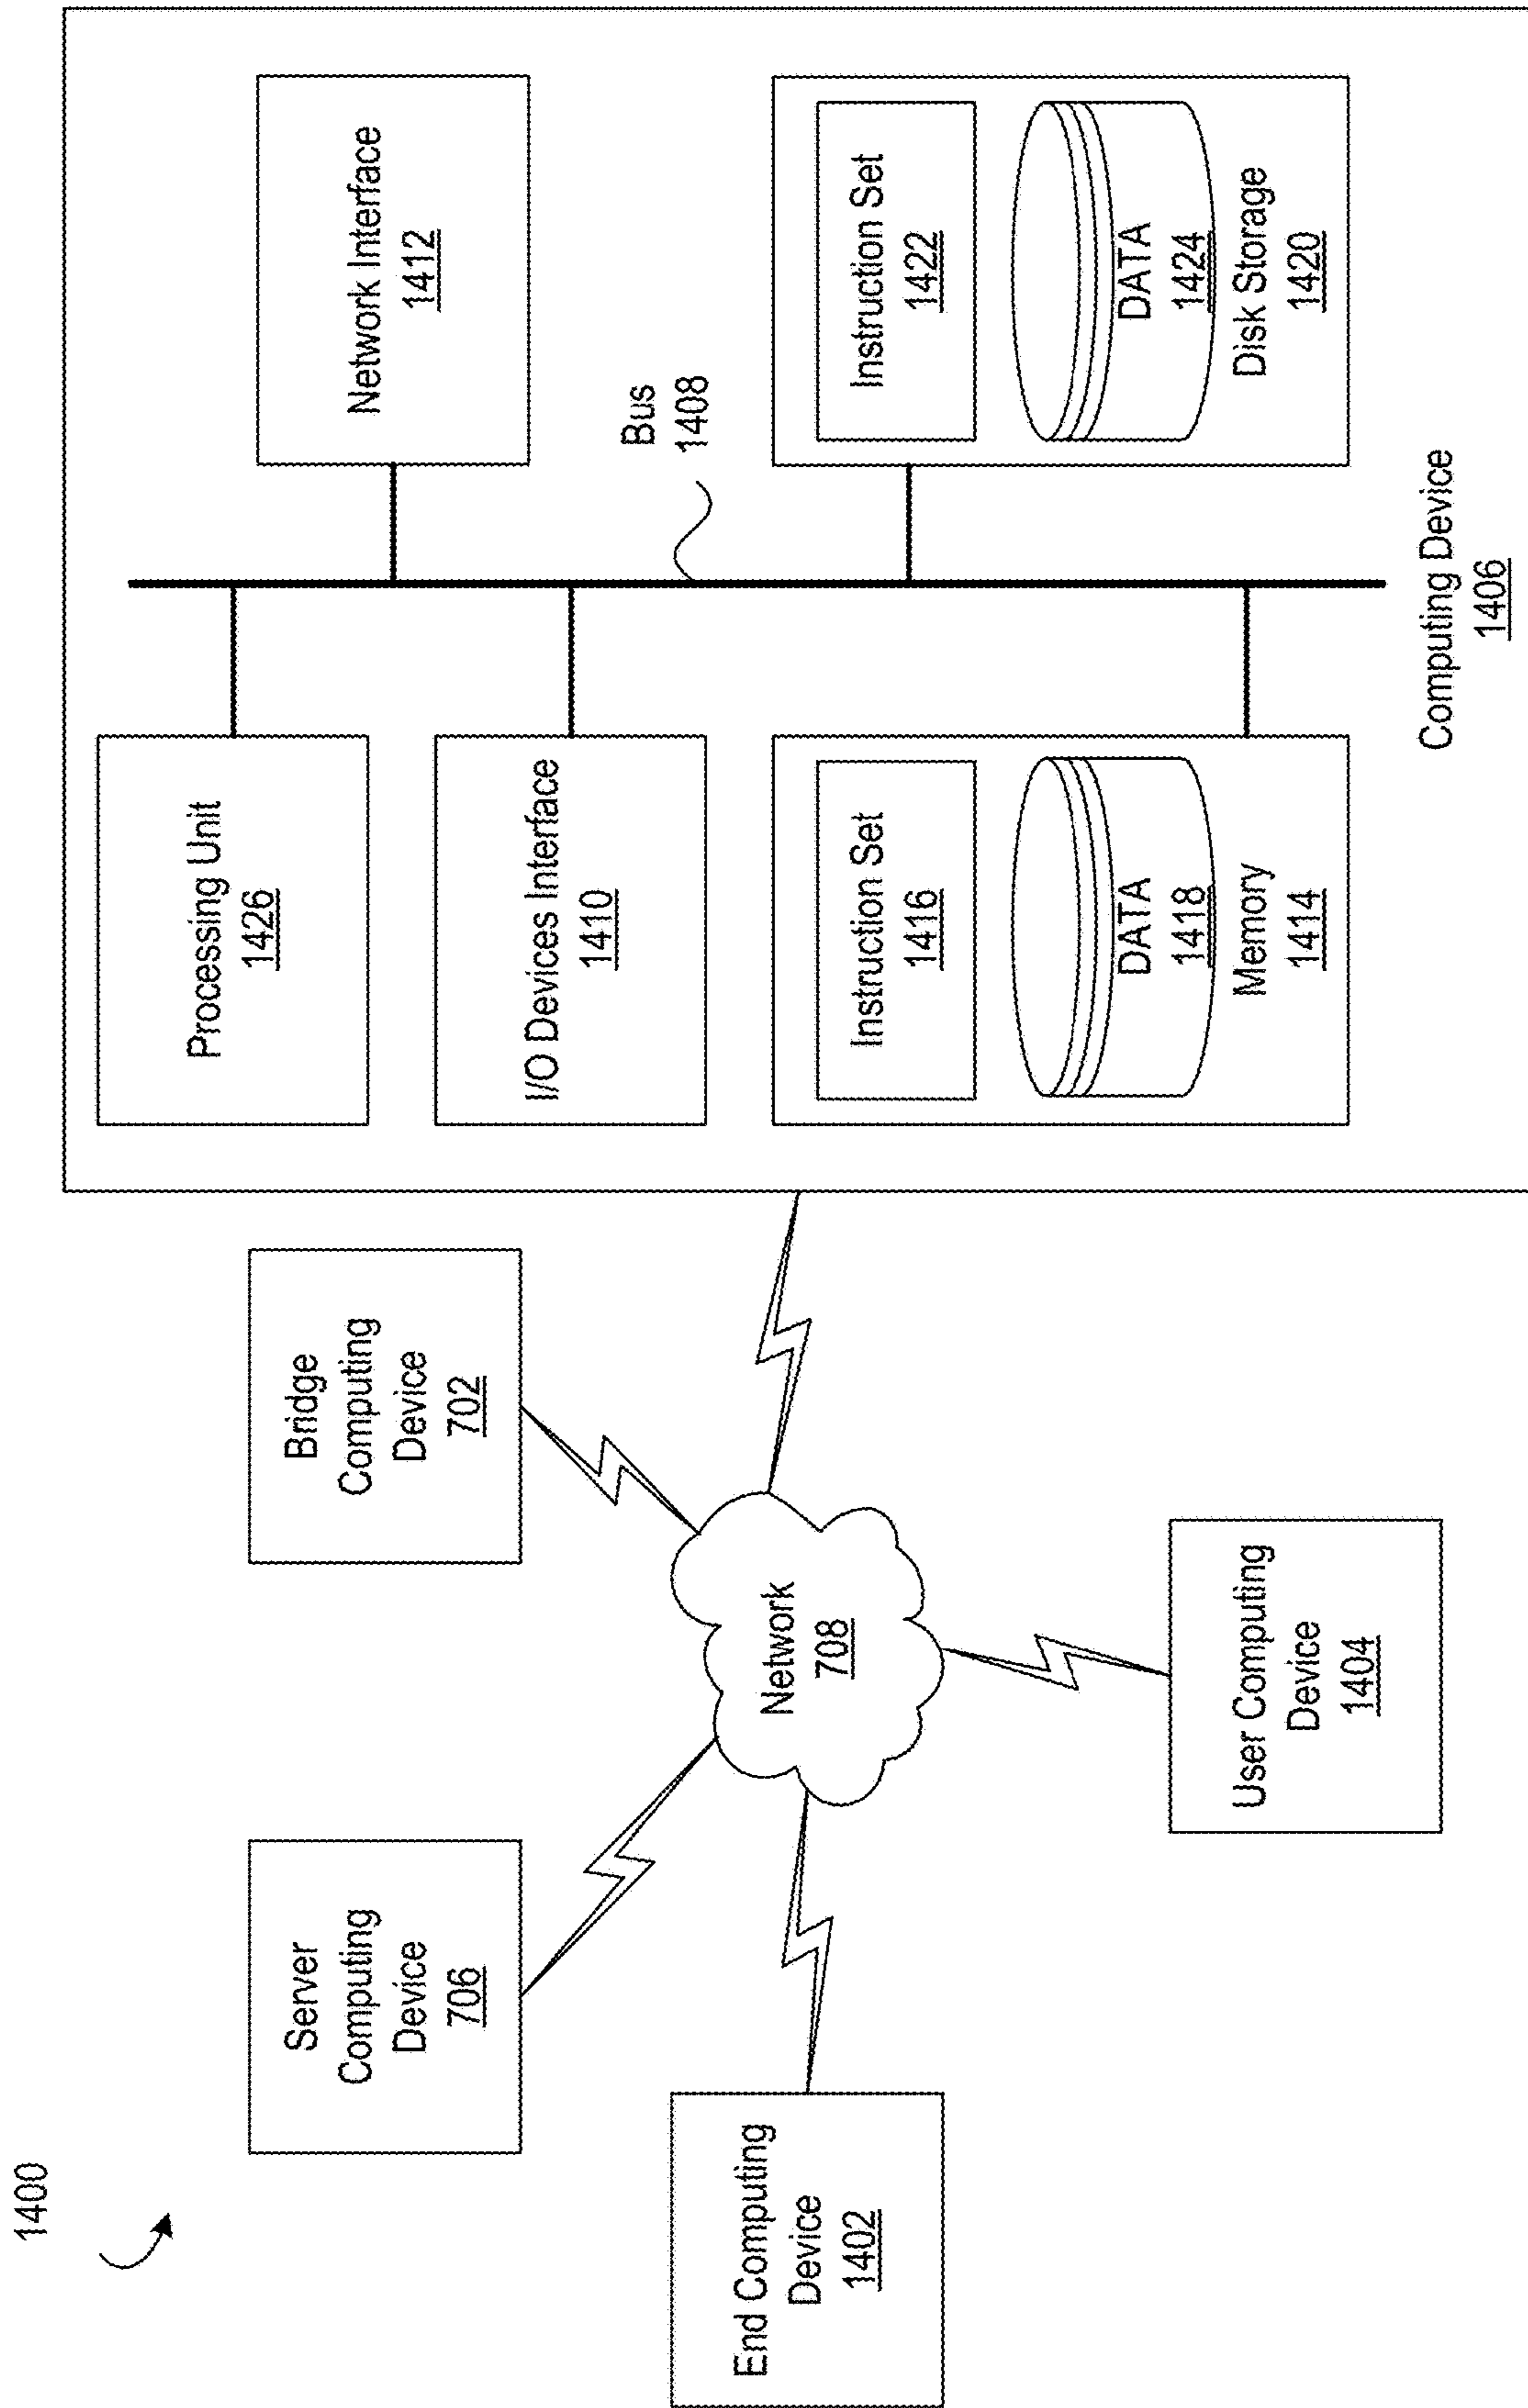 1400
Server
Computing
Device
706
Bridge
Computing
Device
702
End Computing
Device
1402
Network
708
User Computing
Device
1404
Processing Unit
1426
Network Interface
1412
I/O Devices Interface
1410
Bus
1408
Instruction Set
1416
DATA
1418
Memory
1414
Instruction Set
1422
DATA
1424
Disk Storage
1420
Computing Device
1406